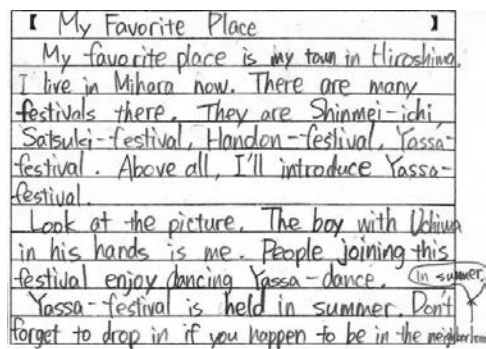 【 My Favorite Place 】
My favorite place is my town in Hiroshima.
I live in Mihara now. There are many
festivals there. They are Shinmei-ichi,
Satsuki-festival, Handon-festival, Yassa-
festival. Above all, I'll introduce Yassa-
festival.
Look at the picture. The boy with Uchiwa
in his hands is me. People joining this
festival enjoy dancing Yassa-dance. In summer,
Yassa-festival is held in summer. Don't
forget to drop in if you happen to be in the